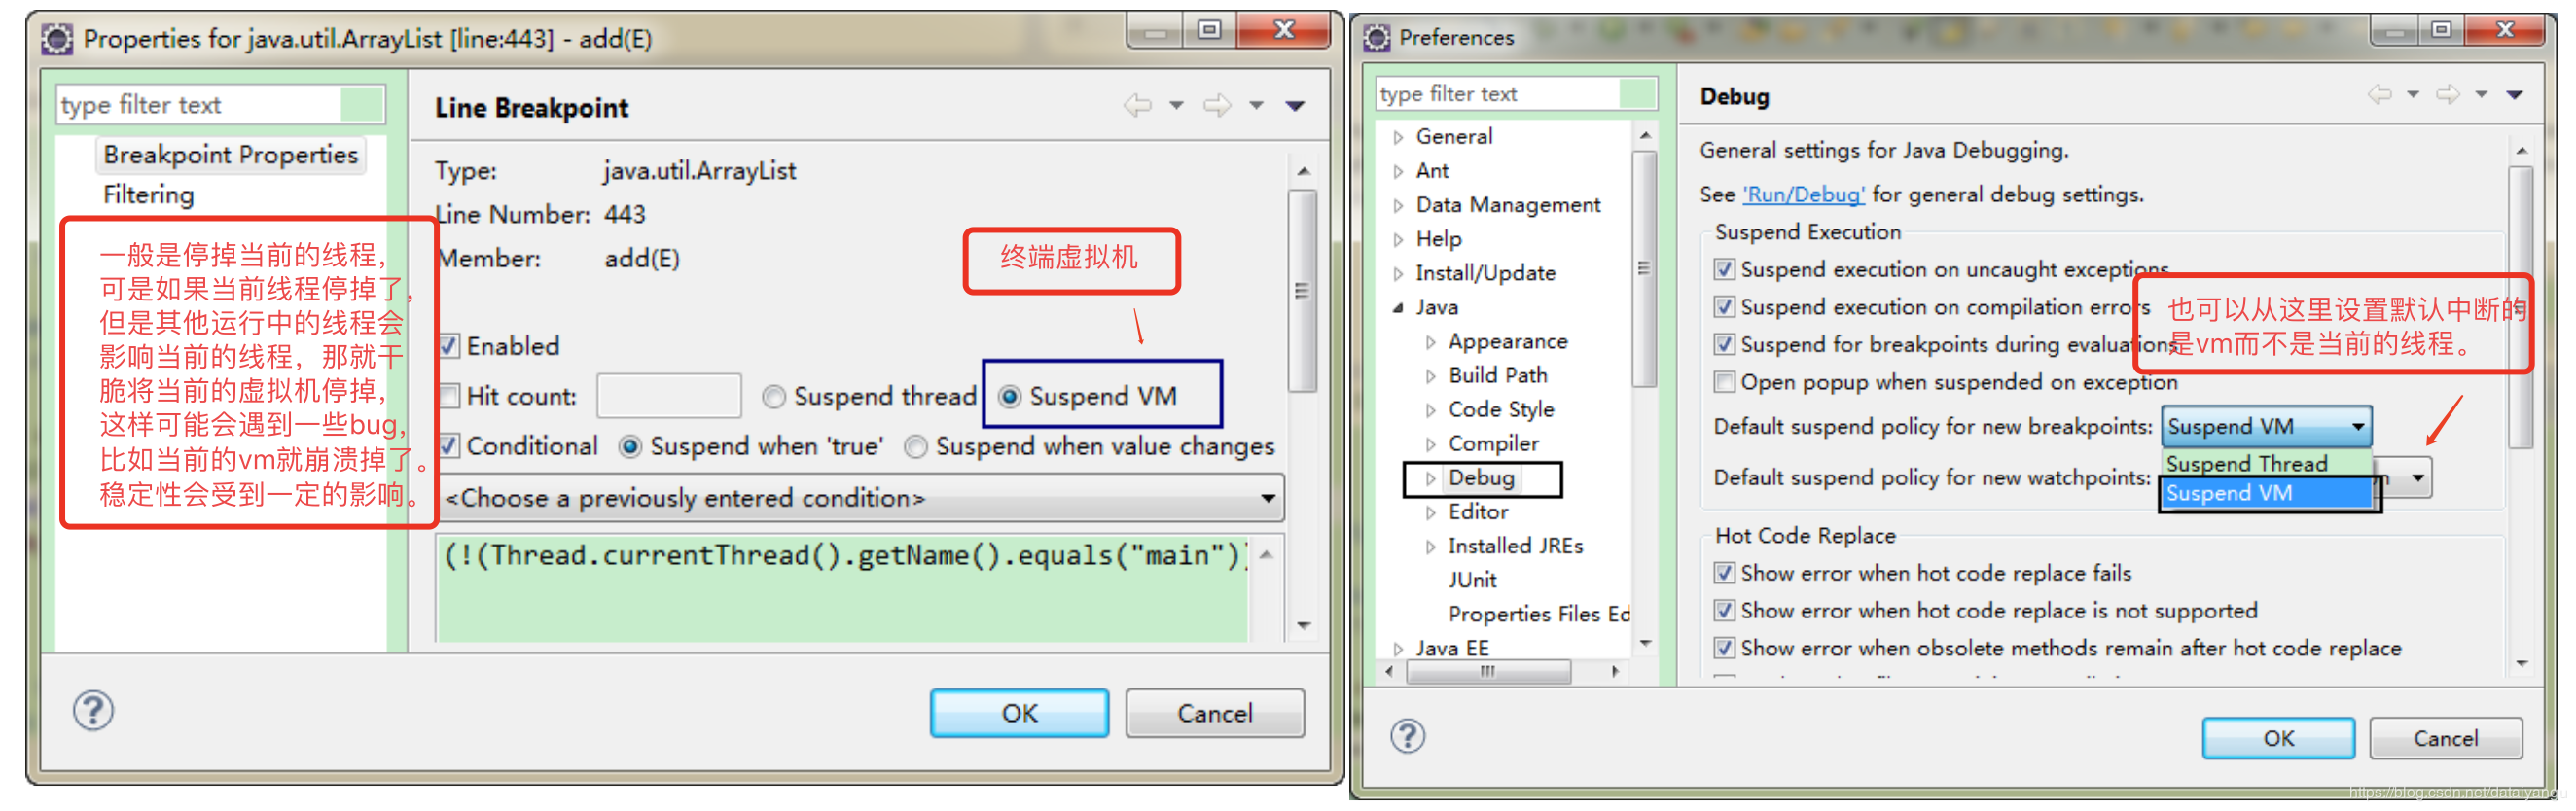 Properties for java.util.ArrayList [line:443] - add(E)
type filter text
Breakpoint Properties
Filtering
一般是停掉当前的线程，
可是如果当前线程停掉了，
但是其他运行中的线程会
影响当前的线程，那就干
脆将当前的虚拟机停掉，
这样可能会遇到一些bug，
比如当前的vm就崩溃掉了。
稳定性会受到一定的影响。
Line Breakpoint
Type: java.util.ArrayList
Line Number: 443
Member: add(E)
终端虚拟机
Enabled
Hit count: Suspend thread Suspend VM
Conditional Suspend when 'true' Suspend when value changes
<Choose a previously entered condition>
(!(Thread.currentThread().getName().equals("main"))
OK Cancel
Preferences
type filter text
General
Ant
Data Management
Help
Install/Update
Java
Appearance
Build Path
Code Style
Compiler
Debug
Editor
Installed JREs
JUnit
Properties Files Ed
Java EE
Debug
General settings for Java Debugging.
See 'Run/Debug' for general debug settings.
Suspend Execution
Suspend execution on uncaught exceptions
Suspend execution on compilation errors
Suspend for breakpoints during evaluations
Open popup when suspended on exception
也可以从这里设置默认中断的
是vm而不是当前的线程。
Default suspend policy for new breakpoints: Suspend VM
Suspend Thread
Default suspend policy for new watchpoints:
Suspend VM
Hot Code Replace
Show error when hot code replace fails
Show error when hot code replace is not supported
Show error when obsolete methods remain after hot code replace
OK Cancel
https://blog.csdn.net/dataiyangu